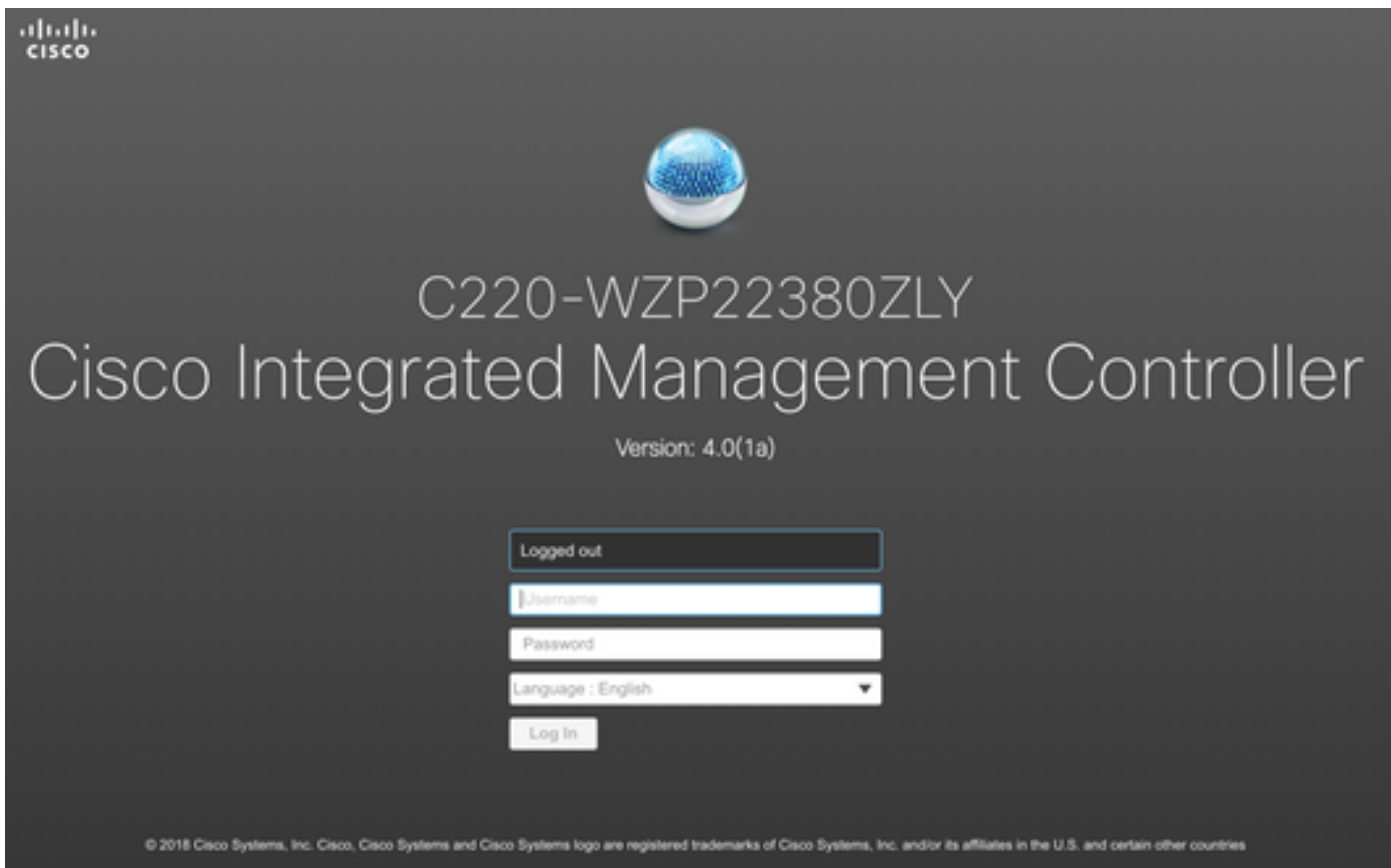 CISCO
C220-WZP22380ZLY
Cisco Integrated Management Controller
Version: 4.0(1a)
Logged out
Username
Password
Language : English
Log In
© 2018 Cisco Systems, Inc. Cisco, Cisco Systems and Cisco Systems logo are registered trademarks of Cisco Systems, Inc. and/or its affiliates in the U.S. and certain other countries